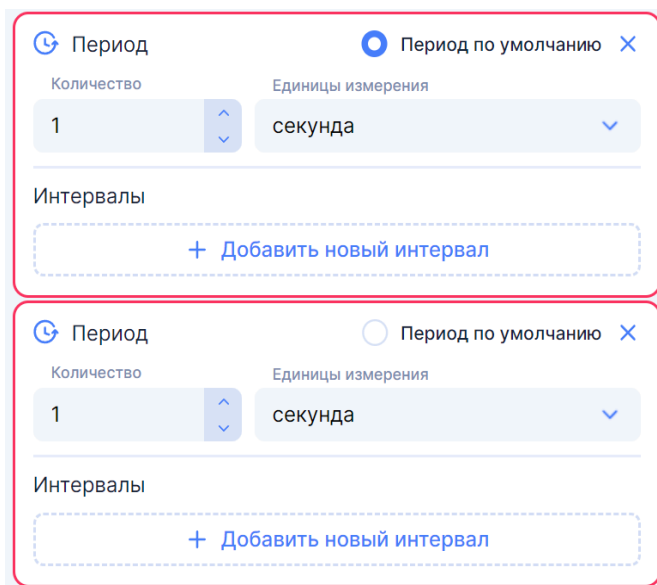 Период Период по умолчанию
Количество Единицы измерения
1 секунда
Интервалы
+ Добавить новый интервал
Период Период по умолчанию
Количество Единицы измерения
1 секунда
Интервалы
+ Добавить новый интервал